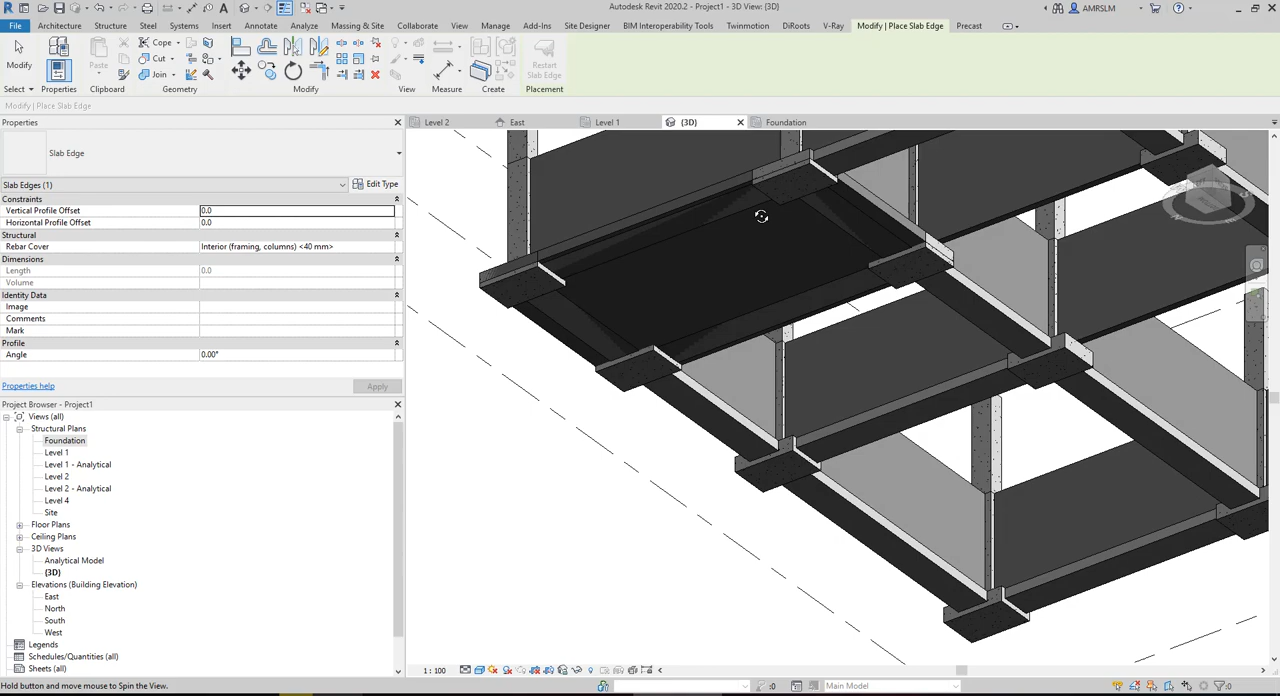 Autodesk Revit 2020.2 - Project1 - 3D View: {3D}
AMRSLM
File Architecture Structure Steel Systems Insert Annotate Analyze Massing & Site Collaborate View Manage Add-Ins Site Designer BIM Interoperability Tools Twinmotion DiRoots V-Ray Modify | Place Slab Edge Precast
Modify
Paste
Cope
Cut
Join
Restart
Slab Edge
Select Properties Clipboard Geometry Modify View Measure Create Placement
Modify | Place Slab Edge
Properties
Level 2 East Level 1 {3D} Foundation
Slab Edge
Slab Edges (1) Edit Type
Constraints
Vertical Profile Offset 0.0
Horizontal Profile Offset 0.0
Structural
Rebar Cover Interior (framing, columns) <40 mm>
Dimensions
Length 0.0
Volume
Identity Data
Image
Comments
Mark
Profile
Angle 0.00°
Properties help Apply
Project Browser - Project1
Views (all)
Structural Plans
Foundation
Level 1
Level 1 - Analytical
Level 2
Level 2 - Analytical
Level 4
Site
Floor Plans
Ceiling Plans
3D Views
Analytical Model
{3D}
Elevations (Building Elevation)
East
North
South
West
Legends
Schedules/Quantities (all)
Sheets (all)
1 : 100
Hold button and move mouse to Spin the View. :0 Main Model :0